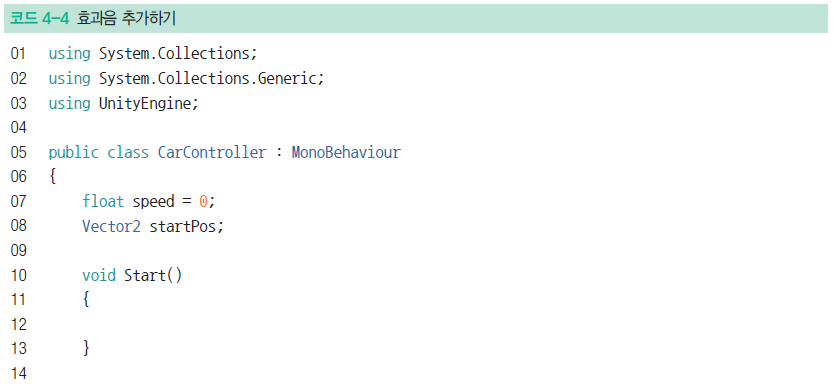 코드 4-4 효과음 추가하기
01 using System.Collections;
02 using System.Collections.Generic;
03 using UnityEngine;
04
05 public class CarController : MonoBehaviour
06 {
07     float speed = 0;
08     Vector2 startPos;
09
10     void Start()
11     {
12
13     }
14